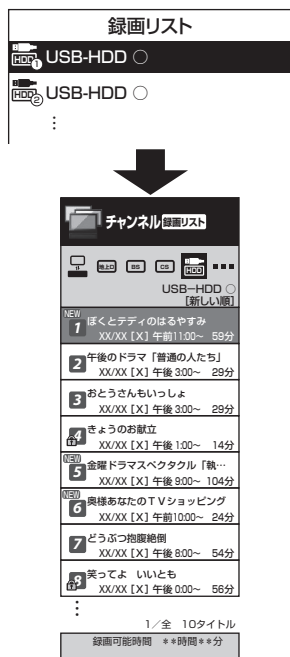 録画リスト
HDD1 USB-HDD ○
HDD2 USB-HDD ○
⋮
チャンネル 録画リスト
地上D BS CS HDD ■■■
USB-HDD ○
[新しい順]
NEW
1 ぼくとテディのはるやすみ
XX/XX [X] 午前11:00~ 59分
2 午後のドラマ「普通の人たち」
XX/XX [X] 午後 3:00~ 29分
3 おとうさんもいっしょ
XX/XX [X] 午後 3:00~ 29分
4 きょうのお献立
XX/XX [X] 午後 1:00~ 14分
NEW
5 金曜ドラマスペクタクル「執…
XX/XX [X] 午後 9:00~ 104分
NEW
6 奥様あなたのTVショッピング
XX/XX [X] 午前10:00~ 24分
7 どうぶつ抱腹絶倒
XX/XX [X] 午後 8:00~ 54分
8 笑ってよ いいとも
XX/XX [X] 午後 0:00~ 56分
⋮
1/全 10タイトル
録画可能時間 **時間**分